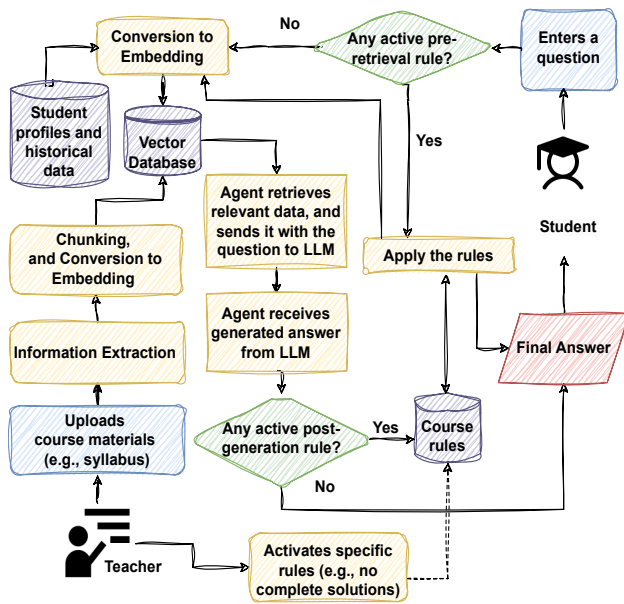 No
Conversion to
Embedding
Any active pre-
retrieval rule?
Enters a
question
Student
profiles and
historical
data
Vector
Database
Yes
Agent retrieves
relevant data, and
sends it with the
question to LLM
Chunking,
and Conversion to
Embedding
Apply the rules
Student
Agent receives
generated answer
from LLM
Information Extraction
Final Answer
Uploads
course materials
(e.g., syllabus)
Any active post-
generation rule?
Yes
Course
rules
No
Teacher
Activates specific
rules (e.g., no
complete solutions)